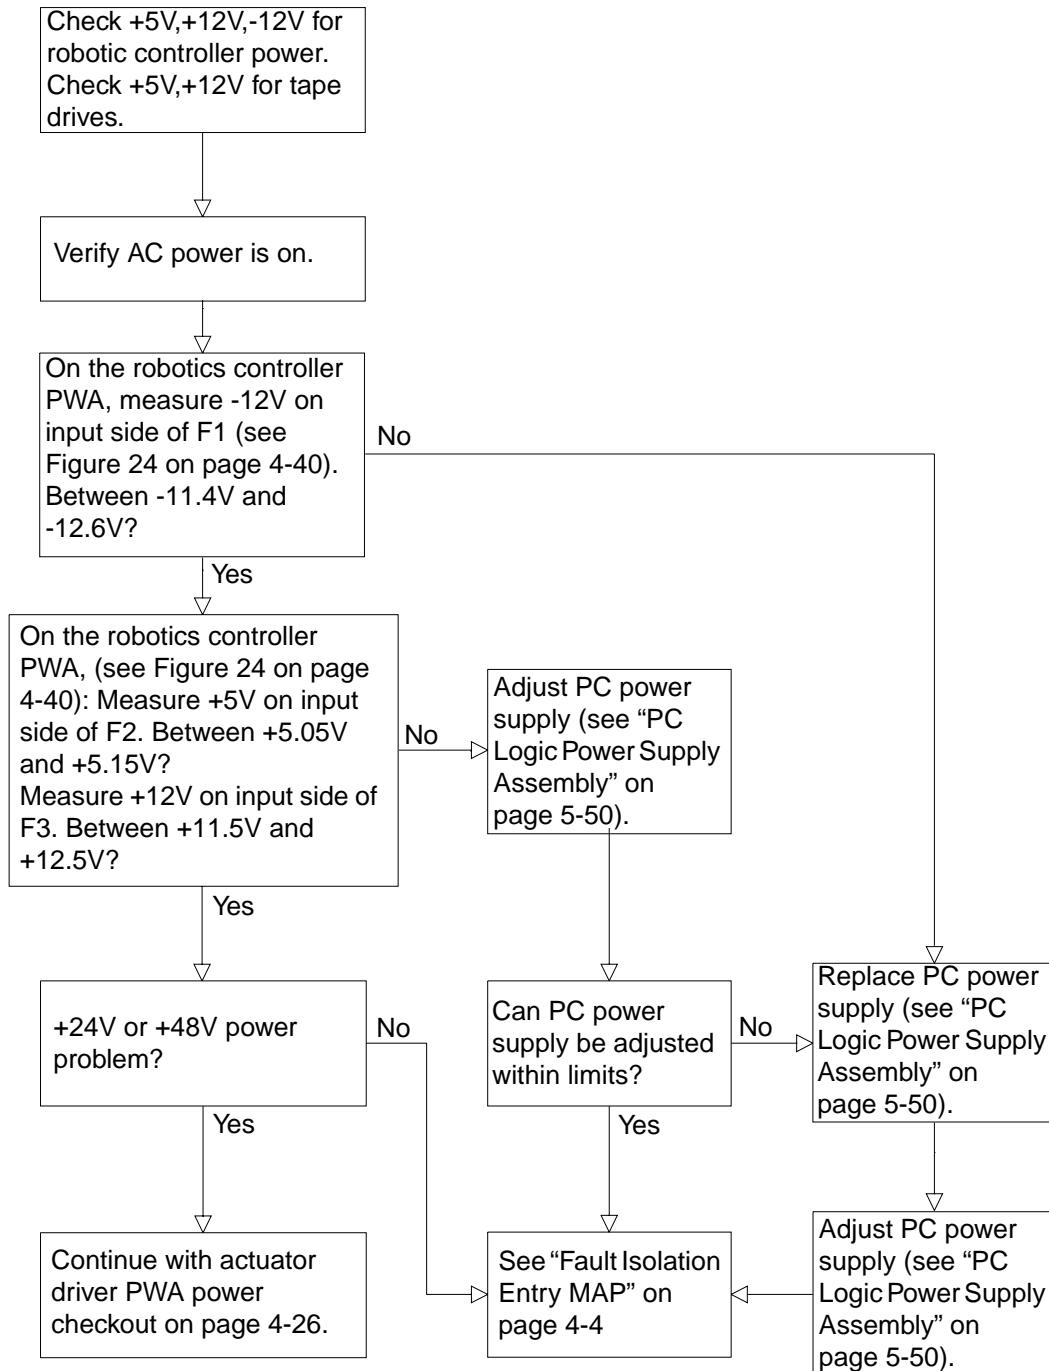 Check +5V,+12V,-12V for
robotic controller power.
Check +5V,+12V for tape
drives.
Verify AC power is on.
On the robotics controller
PWA, measure -12V on
input side of F1 (see
Figure 24 on page 4-40).
Between -11.4V and
-12.6V?
No
Yes
On the robotics controller
PWA, (see Figure 24 on page
4-40): Measure +5V on input
side of F2. Between +5.05V
and +5.15V?
Measure +12V on input side of
F3. Between +11.5V and
+12.5V?
No
Adjust PC power
supply (see “PC
Logic Power Supply
Assembly” on
page 5-50).
Yes
+24V or +48V power
problem?
No
Can PC power
supply be adjusted
within limits?
No
Replace PC power
supply (see “PC
Logic Power Supply
Assembly” on
page 5-50).
Yes
Yes
Continue with actuator
driver PWA power
checkout on page 4-26.
See “Fault Isolation
Entry MAP” on
page 4-4
Adjust PC power
supply (see “PC
Logic Power Supply
Assembly” on
page 5-50).